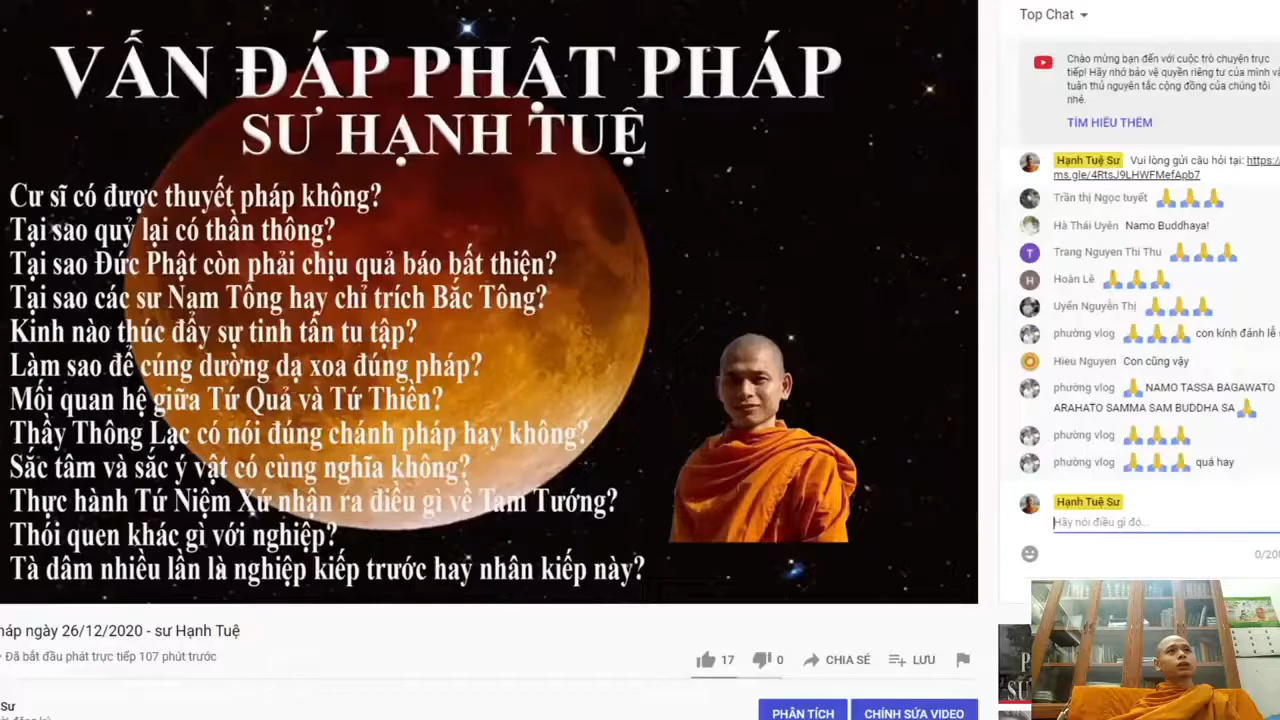 VẤN ĐÁP PHẬT PHÁP
SƯ HẠNH TUỆ
Cư sĩ có được thuyết pháp không?
Tại sao quỷ lại có thần thông?
Tại sao Đức Phật còn phải chịu quả báo bất thiện?
Tại sao các sư Nam Tông hay chỉ trích Bắc Tông?
Kinh nào thúc đẩy sự tinh tấn tu tập?
Làm sao để cúng dường dạ xoa đúng pháp?
Mối quan hệ giữa Tứ Quả và Tứ Thiền?
Thầy Thông Lạc có nói đúng chánh pháp hay không?
Sắc tâm và sắc ý vật có cùng nghĩa không?
Thực hành Tứ Niệm Xứ nhận ra điều gì về Tam Tướng?
Thói quen khác gì với nghiệp?
Tà dâm nhiều lần là nghiệp kiếp trước hay nhân kiếp này?
háp ngày 26/12/2020 - sư Hạnh Tuệ
Đã bắt đầu phát trực tiếp 107 phút trước
17
0
CHIA SẺ
LƯU
Sư
PHÂN TÍCH
CHỈNH SỬA VIDEO
Top Chat
Chào mừng bạn đến với cuộc trò chuyện trực
tiếp! Hãy nhớ bảo vệ quyền riêng tư của mình và
tuân thủ nguyên tắc cộng đồng của chúng tôi
nhé.
TÌM HIỂU THÊM
Hạnh Tuệ Sư Vui lòng gửi câu hỏi tại: https:/
ms.gle/4RtsJ9LHWFMefApb7
Trần thị Ngọc tuyết 🙏🙏🙏
Hà Thái Uyên Namo Buddhaya!
T Trang Nguyen Thi Thu 🙏🙏🙏
H Hoàn Lê 🙏🙏🙏
Uyển Nguyễn Thị 🙏🙏🙏
phường vlog 🙏🙏🙏 con kính đảnh lễ
Hieu Nguyen Con cũng vậy
phường vlog 🙏 NAMO TASSA BAGAWATO
ARAHATO SAMMA SAM BUDDHA SA 🙏
phường vlog 🙏🙏🙏
phường vlog 🙏🙏🙏 quá hay
Hạnh Tuệ Sư
Hãy nói điều gì đó...
0/200
SƯ